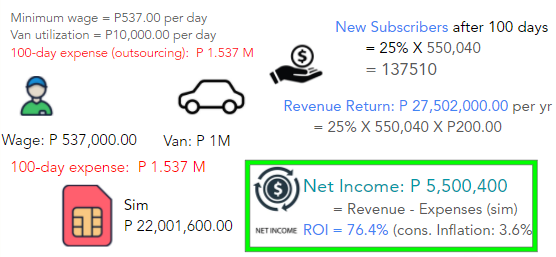 Minimum wage = P537.00 per day
Van utilization = P10,000.00 per day
100-day expense (outsourcing): P 1.537 M
Wage: P 537,000.00
Van: P 1M
100-day expense: P 1.537 M
Sim
P 22,001,600.00
New Subscribers after 100 days
= 25% X 550,040
= 137510
Revenue Return: P 27,502,000.00 per yr
= 25% X 550,040 X P200.00
Net Income: P 5,500,400
= Revenue - Expenses (sim)
NET INCOME
ROI = 76.4% (cons. Inflation: 3.6%